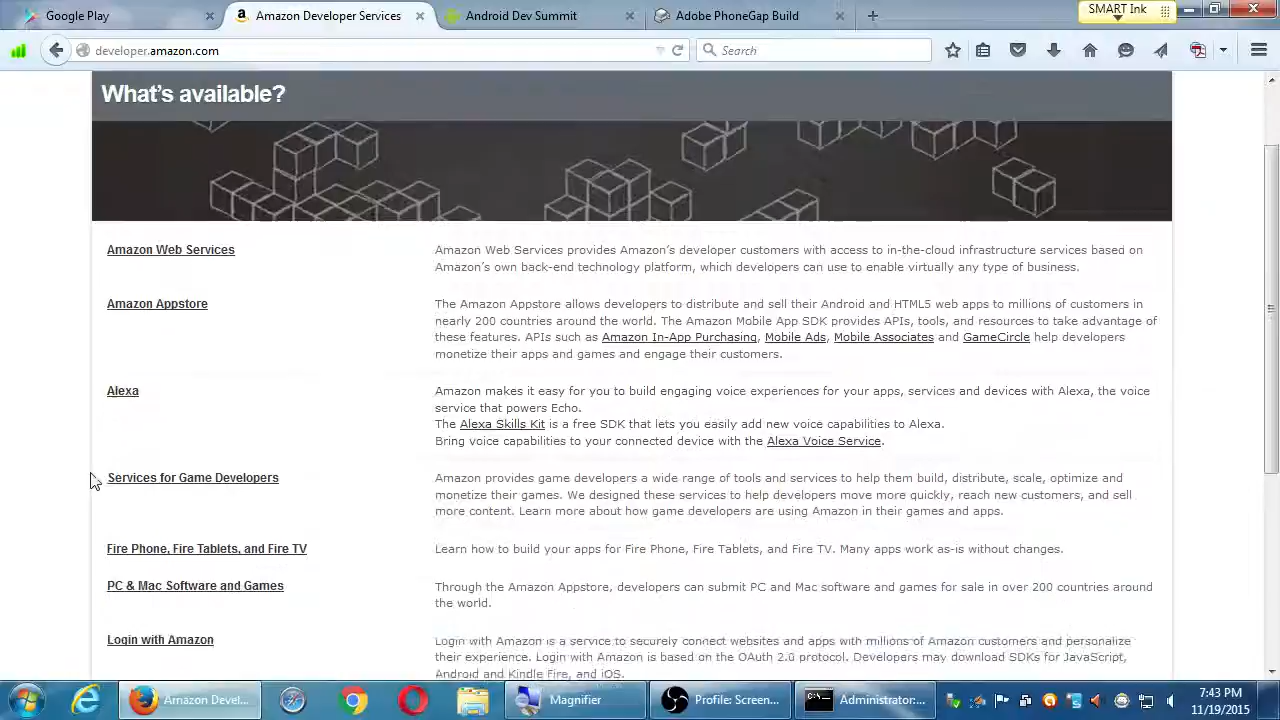 Google Play
Amazon Developer Services
Android Dev Summit
Adobe PhoneGap Build
SMART Ink
developer.amazon.com
Search
What's available?
Amazon Web Services
Amazon Web Services provides Amazon's developer customers with access to in-the-cloud infrastructure services based on
Amazon's own back-end technology platform, which developers can use to enable virtually any type of business.
Amazon Appstore
The Amazon Appstore allows developers to distribute and sell their Android and HTML5 web apps to millions of customers in
nearly 200 countries around the world. The Amazon Mobile App SDK provides APIs, tools, and resources to take advantage of
these features. APIs such as Amazon In-App Purchasing, Mobile Ads, Mobile Associates and GameCircle help developers
monetize their apps and games and engage their customers.
Alexa
Amazon makes it easy for you to build engaging voice experiences for your apps, services and devices with Alexa, the voice
service that powers Echo.
The Alexa Skills Kit is a free SDK that lets you easily add new voice capabilities to Alexa.
Bring voice capabilities to your connected device with the Alexa Voice Service.
Services for Game Developers
Amazon provides game developers a wide range of tools and services to help them build, distribute, scale, optimize and
monetize their games. We designed these services to help developers move more quickly, reach new customers, and sell
more content. Learn more about how game developers are using Amazon in their games and apps.
Fire Phone, Fire Tablets, and Fire TV
Learn how to build your apps for Fire Phone, Fire Tablets, and Fire TV. Many apps work as-is without changes.
PC & Mac Software and Games
Through the Amazon Appstore, developers can submit PC and Mac software and games for sale in over 200 countries around
the world.
Login with Amazon
Login with Amazon is a service to securely connect websites and apps with millions of Amazon customers and personalize
their experience. Login with Amazon is based on the OAuth 2.0 protocol. Developers may download SDKs for JavaScript,
Android and Kindle Fire, and iOS.
Amazon Devel...
Magnifier
Profile: Screen...
Administrator:...
7:43 PM
11/19/2015